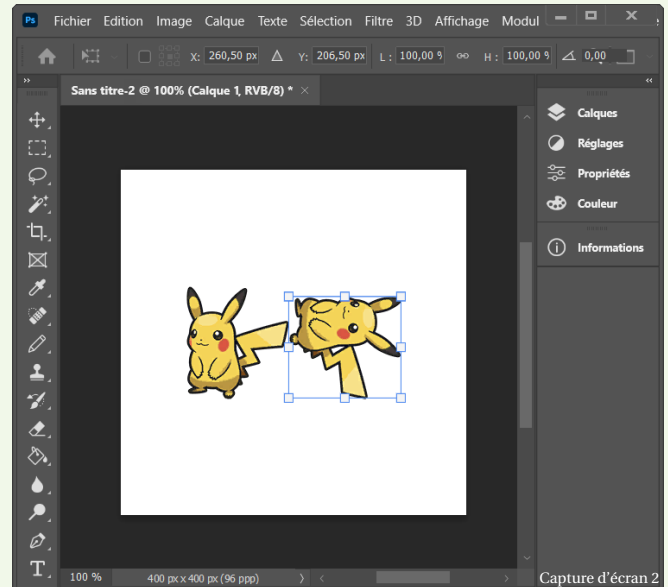 Ps Fichier Edition Image Calque Texte Sélection Filtre 3D Affichage Modul
X: 260,50 px Y: 206,50 px L : 100,00 % H : 100,00 % 0,00
Sans titre-2 @ 100% (Calque 1, RVB/8) * ×
Calques
Réglages
Propriétés
Couleur
Informations
T
100 % 400 px x 400 px (96 ppp)
Capture d'écran 2